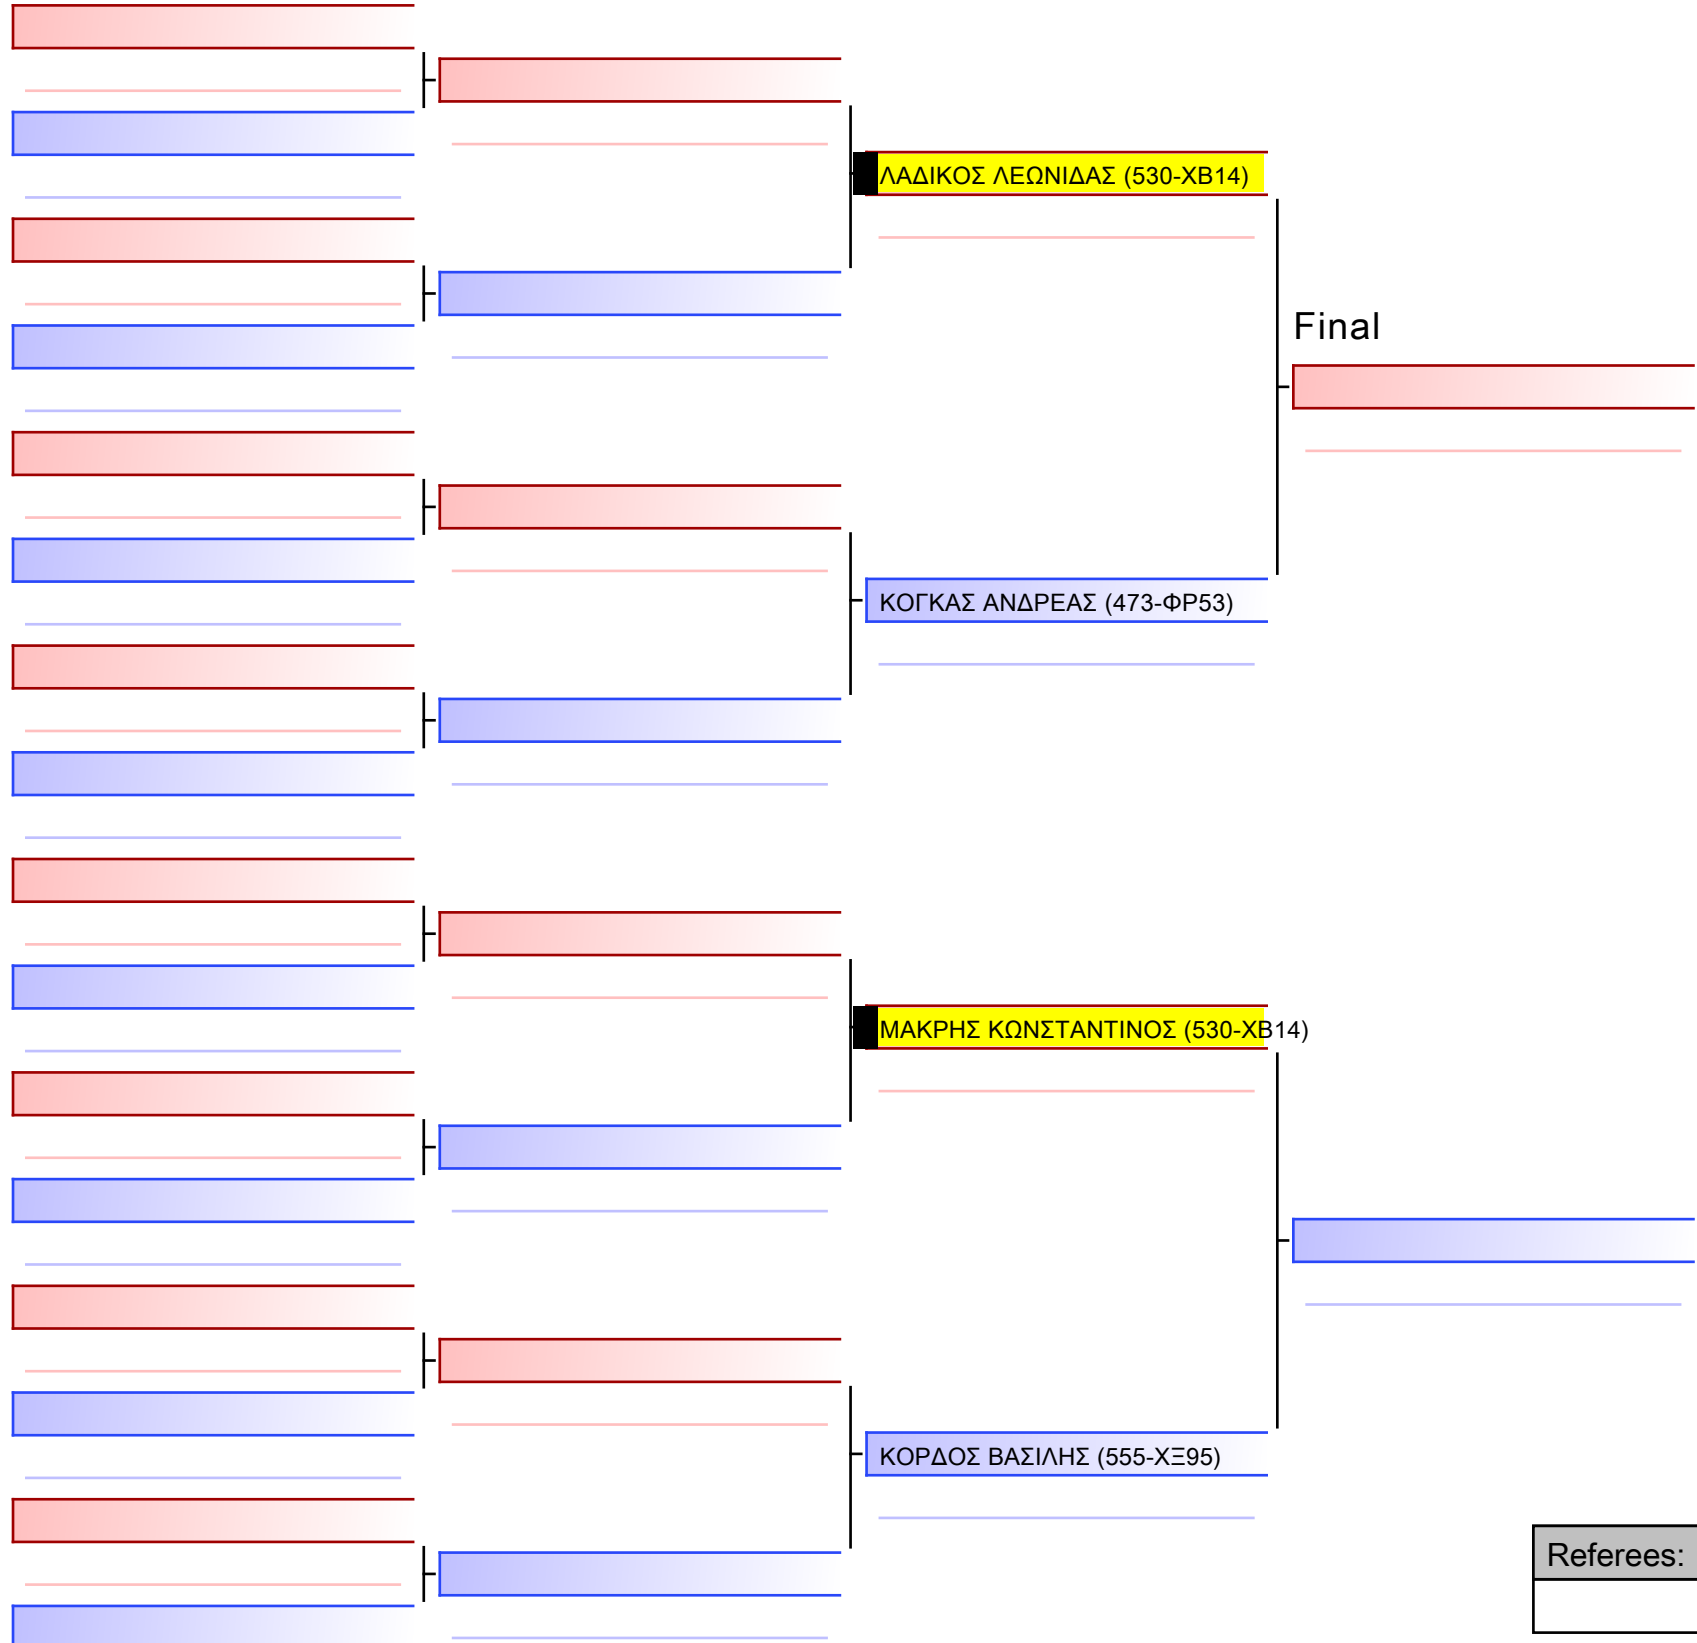 ΛΑΔΙΚΟΣ ΛΕΩΝΙΔΑΣ (530-ΧΒ14)
Final
ΚΟΓΚΑΣ ΑΝΔΡΕΑΣ (473-ΦΡ53)
ΜΑΚΡΗΣ ΚΩΝΣΤΑΝΤΙΝΟΣ (530-ΧΒ14)
ΚΟΡΔΟΣ ΒΑΣΙΛΗΣ (555-ΧΞ95)
Referees: